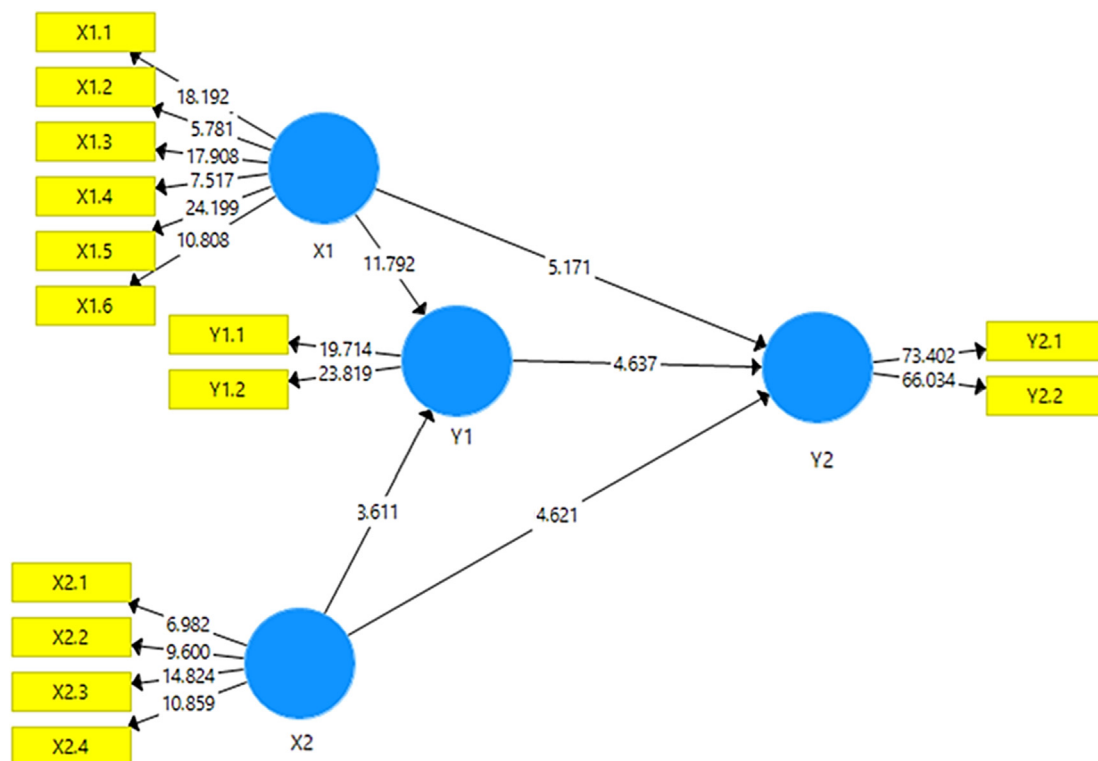 X1.1
18.192
X1.2
5.781
X1.3
17.908
X1.4
7.517
24.199
X1.5
10.808
X1.6
X1
11.792
5.171
Y1.1
19.714
Y1.2
23.819
Y1
4.637
73.402
Y2.1
66.034
Y2.2
Y2
3.611
4.621
X2.1
6.982
X2.2
9.600
X2.3
14.824
10.859
X2.4
X2